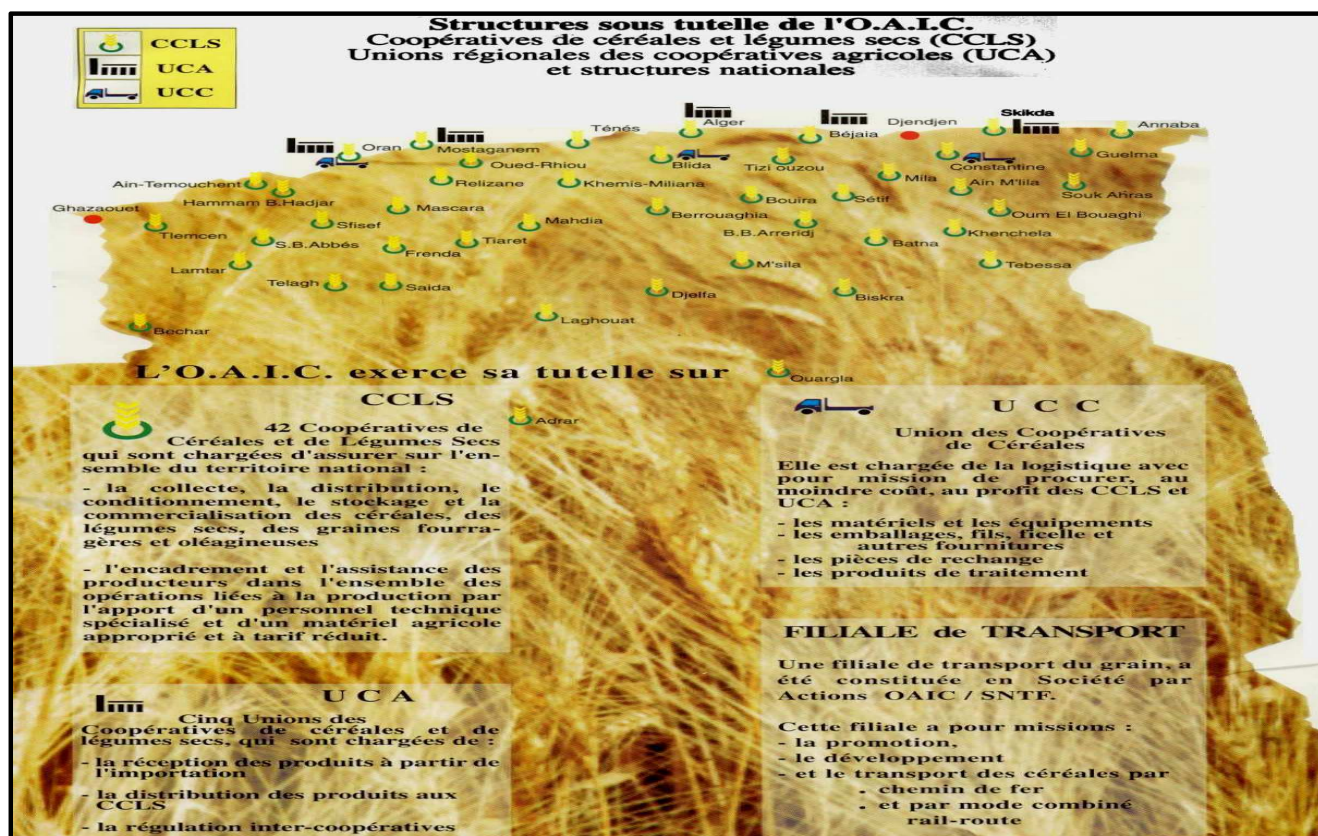 Structures sous tutelle de l'O.A.I.C.
Coopératives de céréales et légumes secs (CCLS)
Unions régionales des coopératives agricoles (UCA)
et structures nationales
CCLS
UCA
UCC
Oran
Mostaganem
Ténés
Alger
Béjaia
Djendjen
Skikda
Annaba
Oued-Rhiou
Blida
Tizi ouzou
Constantine
Guelma
Ain-Temouchent
Hammam B.Hadjar
Relizane
Khemis-Miliana
Bouira
Sétif
Mila
Ain M'lila
Souk Ahras
Ghazaouet
Tlemcen
Sfisef
Mascara
Mahdia
Berrouaghia
B.B.Arreridj
Oum El Bouaghi
S.B.Abbés
Frenda
Tiaret
Batna
Khenchela
Lamtar
M'sila
Tebessa
Telagh
Saida
Djelfa
Biskra
Bechar
Laghouat
L'O.A.I.C. exerce sa tutelle sur
Ouargla
Adrar
CCLS
42 Coopératives de
Céréales et de Légumes Secs
qui sont chargées d'assurer sur l'en-
semble du territoire national :
- la collecte, la distribution, le
conditionnement, le stockage et la
commercialisation des céréales, des
légumes secs, des graines fourra-
gères et oléagineuses
- l'encadrement et l'assistance des
producteurs dans l'ensemble des
opérations liées à la production par
l'apport d'un personnel technique
spécialisé et d'un matériel agricole
approprié et à tarif réduit.
U C A
Cinq Unions des
Coopératives de céréales et de
légumes secs, qui sont chargées de :
- la réception des produits à partir de
l'importation
- la distribution des produits aux
CCLS
- la régulation inter-coopératives
U C C
Union des Coopératives
de Céréales
Elle est chargée de la logistique avec
pour mission de procurer, au
moindre coût, au profit des CCLS et
UCA :
- les matériels et les équipements
- les emballages, fils, ficelle et
autres fournitures
- les pièces de rechange
- les produits de traitement
FILIALE de TRANSPORT
Une filiale de transport du grain, a
été constituée en Société par
Actions OAIC / SNTF.
Cette filiale a pour missions :
- la promotion,
- le développement
- et le transport des céréales par
. chemin de fer
. et par mode combiné
rail-route